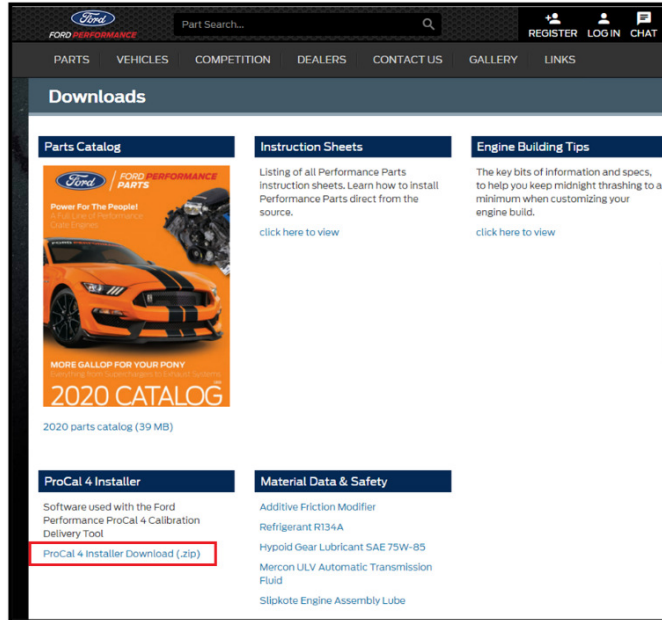 Ford
FORD PERFORMANCE
Part Search...
REGISTER
LOG IN
CHAT
PARTS
VEHICLES
COMPETITION
DEALERS
CONTACT US
GALLERY
LINKS
Downloads
Parts Catalog
Ford
FORD PERFORMANCE
PARTS
Power For The People!
A Full Line of Performance
Crate Engines
MORE GALLOP FOR YOUR PONY
Everything from Superchargers to Exhaust Systems
2020 CATALOG
2020 parts catalog (39 MB)
Instruction Sheets
Listing of all Performance Parts
instruction sheets. Learn how to install
Performance Parts direct from the
source.
click here to view
Engine Building Tips
The key bits of information and specs,
to help you keep midnight thrashing to a
minimum when customizing your
engine build.
click here to view
ProCal 4 Installer
Software used with the Ford
Performance ProCal 4 Calibration
Delivery Tool
ProCal 4 Installer Download (.zip)
Material Data & Safety
Additive Friction Modifier
Refrigerant R134A
Hypoid Gear Lubricant SAE 75W-85
Mercon ULV Automatic Transmission
Fluid
Slipkote Engine Assembly Lube